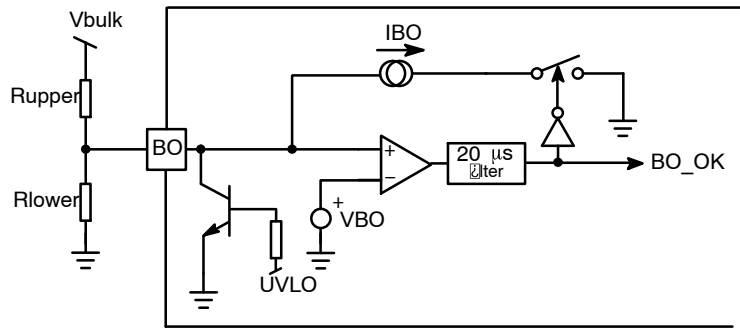 Vbulk
IBO
Rupper
BO
20 μs
BO_OK
Rlower
VBO
UVLO